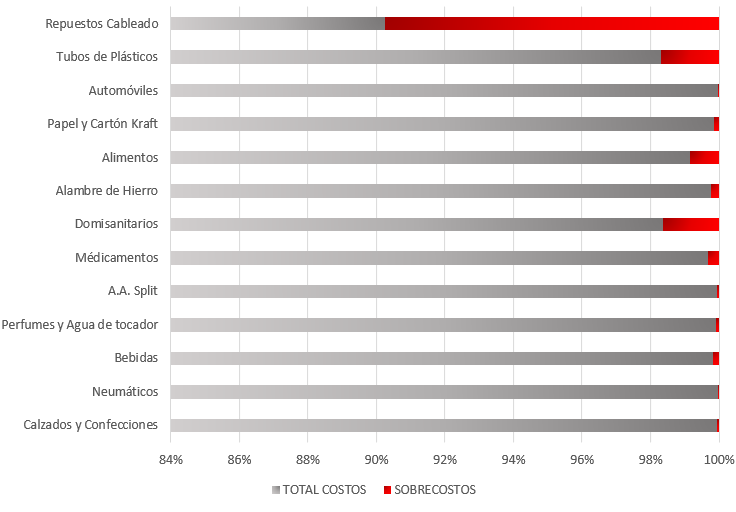 Repuestos Cableado
Tubos de Plásticos
Automóviles
Papel y Cartón Kraft
Alimentos
Alambre de Hierro
Domisanitarios
Médicamentos
A.A. Split
Perfumes y Agua de tocador
Bebidas
Neumáticos
Calzados y Confecciones
84% 86% 88% 90% 92% 94% 96% 98% 100%
TOTAL COSTOS SOBRECOSTOS